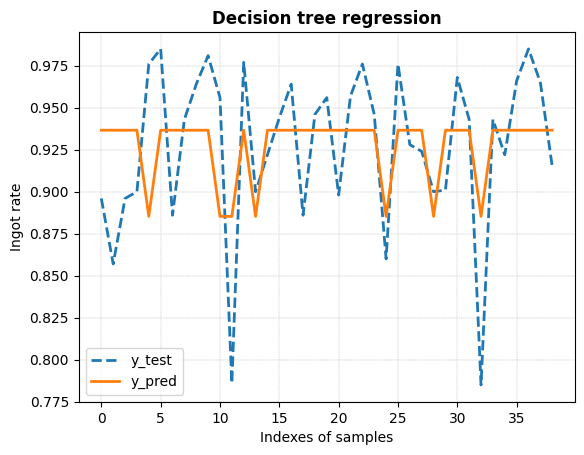 Decision tree regression
Ingot rate
0.975
0.950
0.925
0.900
0.875
0.850
0.825
0.800
0.775
y_test
y_pred
0 5 10 15 20 25 30 35
Indexes of samples